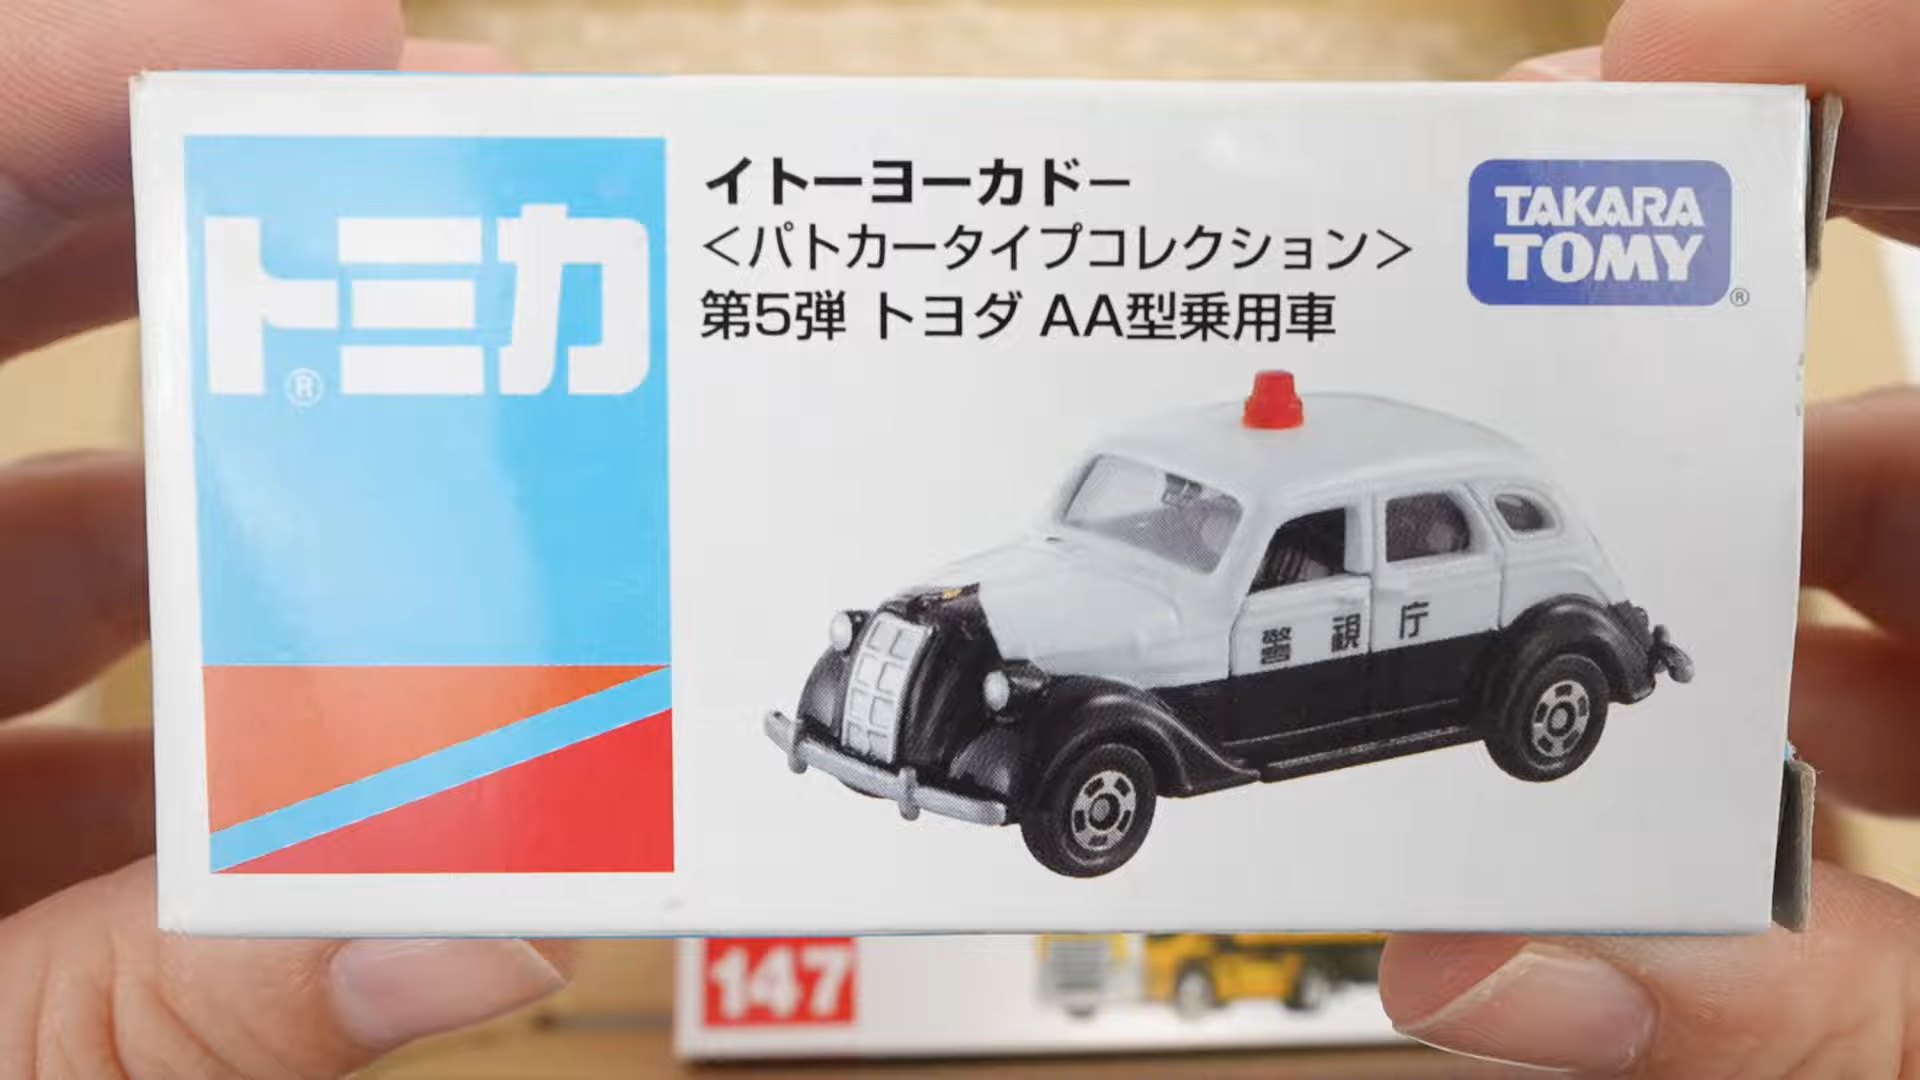 トミカ
®
イトーヨーカドー
<パトカータイプコレクション>
第5弾 トヨダ AA型乗用車
TAKARA
TOMY
®
警視庁
147